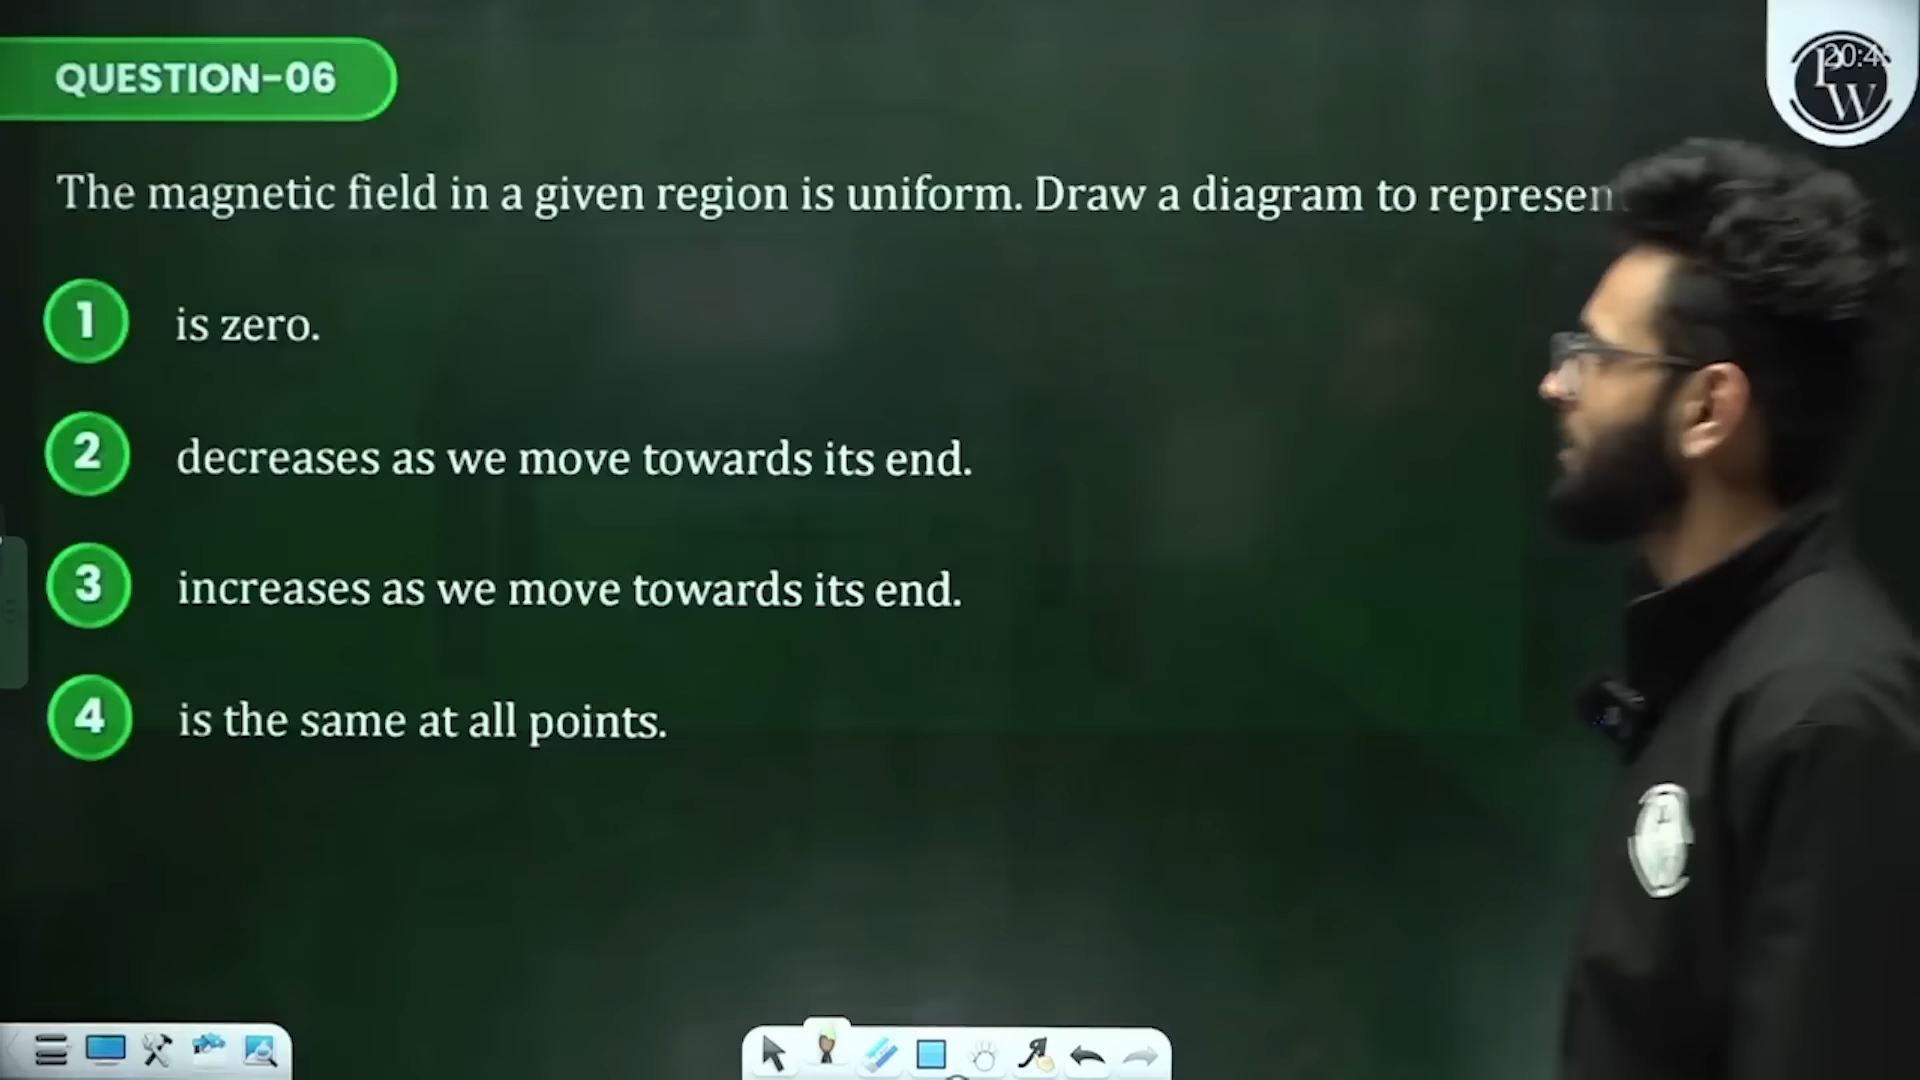 QUESTION-06
The magnetic field in a given region is uniform. Draw a diagram to
1 is zero.
2 decreases as we move towards its end.
3 increases as we move towards its end.
4 is the same at all points.
PW